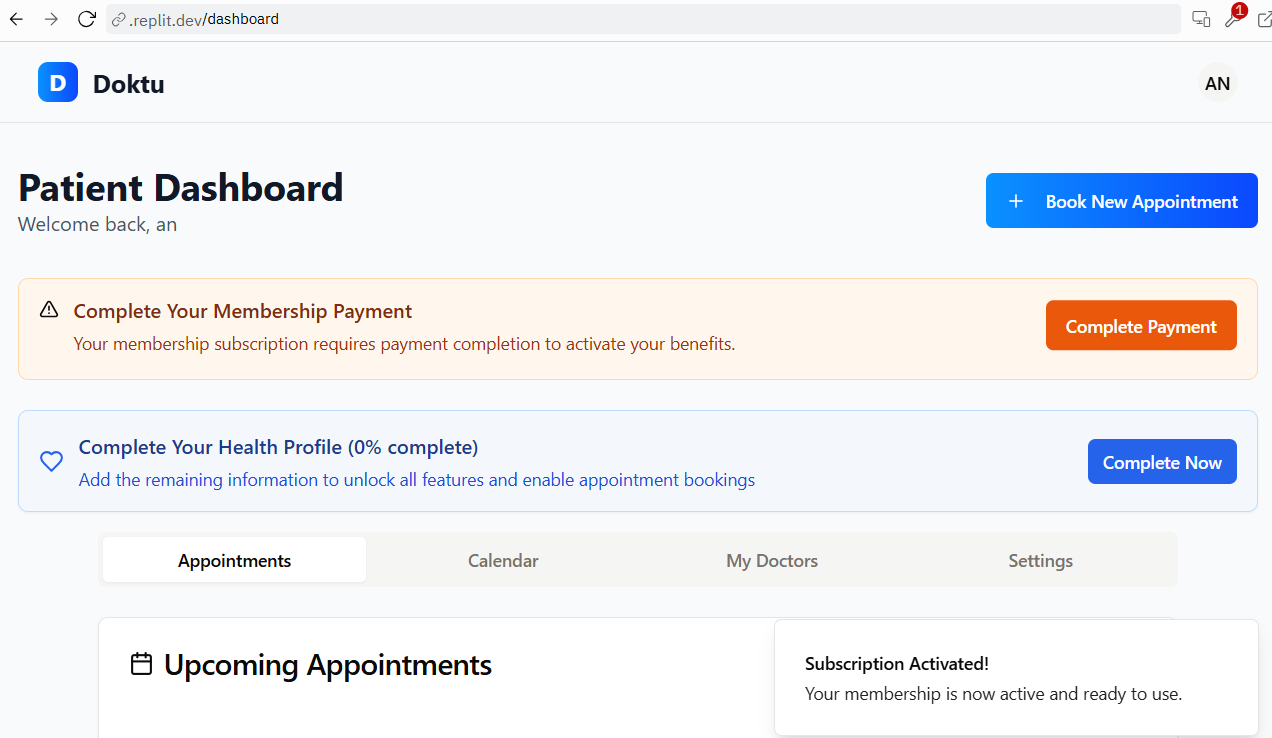 .replit.dev/dashboard
1
D Doktu
AN
Patient Dashboard
Welcome back, an
+ Book New Appointment
Complete Your Membership Payment
Your membership subscription requires payment completion to activate your benefits.
Complete Payment
Complete Your Health Profile (0% complete)
Add the remaining information to unlock all features and enable appointment bookings
Complete Now
Appointments Calendar My Doctors Settings
Upcoming Appointments
Subscription Activated!
Your membership is now active and ready to use.